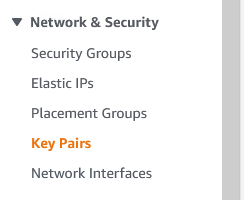 Network & Security
Security Groups
Elastic IPs
Placement Groups
Key Pairs
Network Interfaces